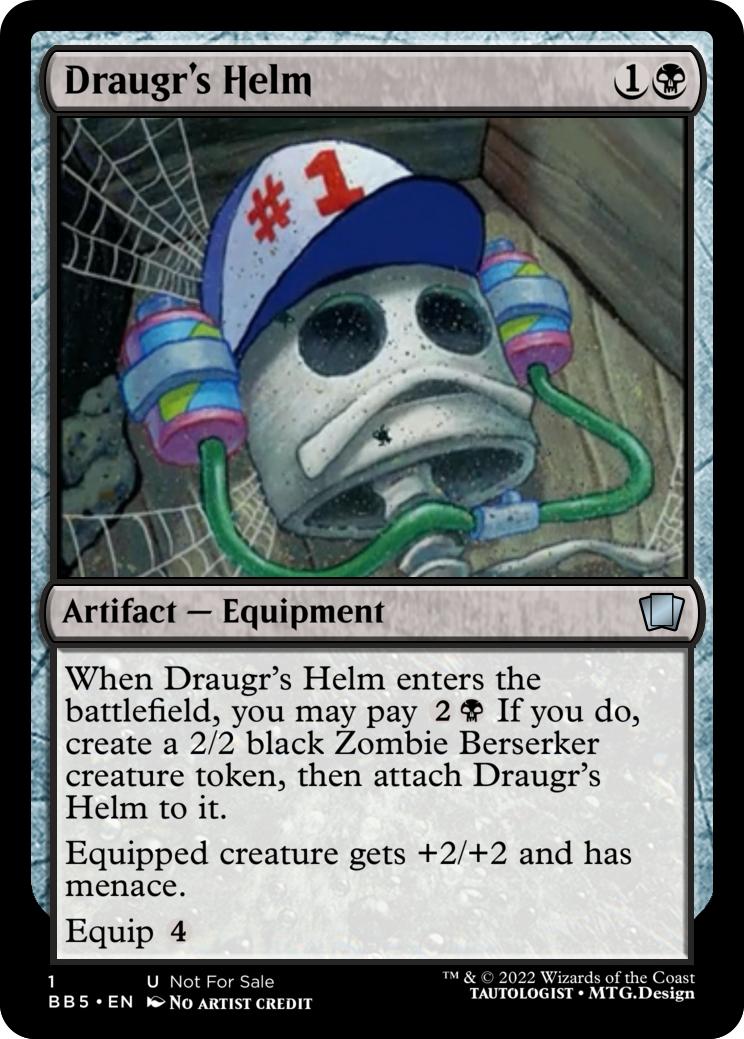 Draugr's Helm 1
#1
Artifact — Equipment
When Draugr's Helm enters the
battlefield, you may pay 2 If you do,
create a 2/2 black Zombie Berserker
creature token, then attach Draugr's
Helm to it.
Equipped creature gets +2/+2 and has
menace.
Equip 4
1 U Not For Sale ™ & © 2022 Wizards of the Coast
BB5 • EN No artist credit TAUTOLOGIST • MTG.Design